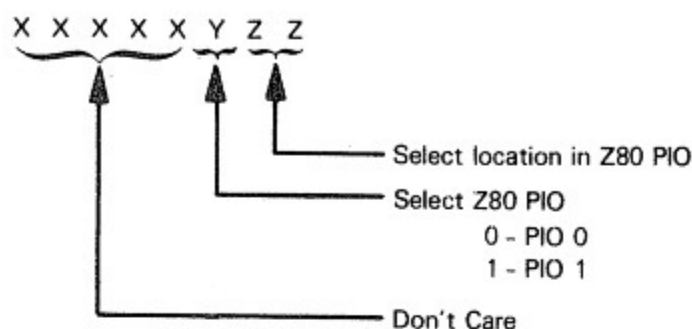 X X X X X Y Z Z
Select location in Z80 PIO
Select Z80 PIO
0 - PIO 0
1 - PIO 1
Don't Care